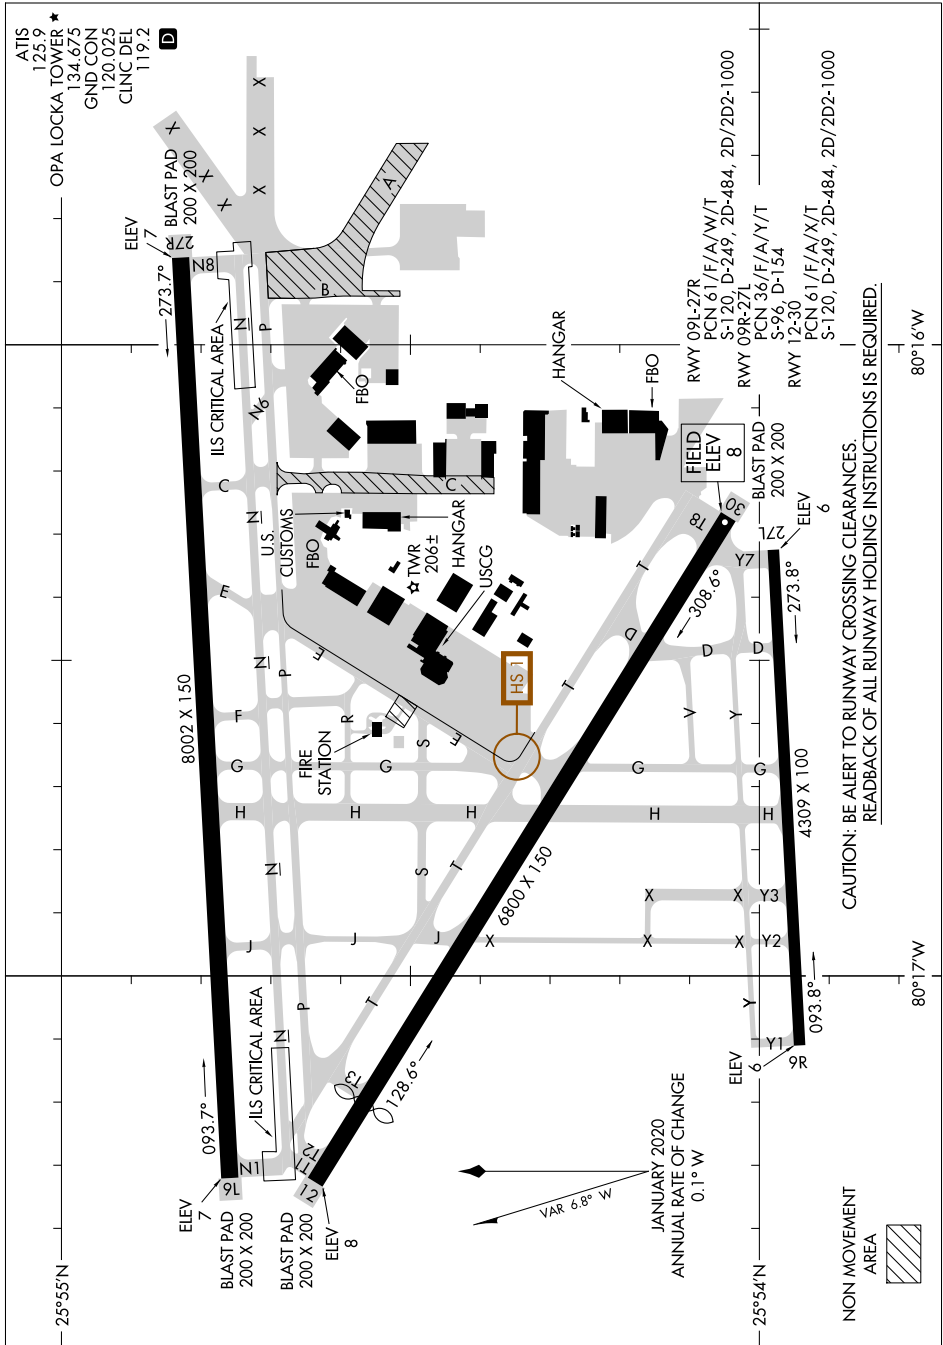 ATIS
125.9
OPA LOCKA TOWER ★
134.675
GND CON
120.025
CLNC DEL
119.2
D
X
X
X
X
X
X
BLAST PAD
200 X 200
ELEV
7
27R
N8
273.7°
ILS CRITICAL AREA
N
P
B
A
N6
FBO
HANGAR
FBO
RWY 09L-27R
PCN 61/F/A/W/T
S-120, D-249, 2D-484, 2D/2D2-1000
RWY 09R-27L
PCN 36/F/A/Y/T
S-96, D-154
RWY 12-30
PCN 61/F/A/X/T
S-120, D-249, 2D-484, 2D/2D2-1000
80°16'W
C
N
C
U.S.
CUSTOMS
FBO
TWR
206±
HANGAR
USCG
FIELD
ELEV
8
T8
30
BLAST PAD
200 X 200
27L
ELEV
6
Y7
273.8°
308.6°
CAUTION: BE ALERT TO RUNWAY CROSSING CLEARANCES.
READBACK OF ALL RUNWAY HOLDING INSTRUCTIONS IS REQUIRED.
E
N
P
E
T
D
D
D
T
HS 1
8002 X 150
F
R
FIRE
STATION
G
G
S
E
V
Y
G
G
H
H
H
H
H
4309 X 100
N
S
T
6800 X 150
X
X
Y3
J
J
J
X
X
X
Y2
80°17'W
P
T
N
ILS CRITICAL AREA
Y
Y1
093.8°
9R
ELEV
6
093.7°
T3
128.6°
N1
T1
T2
9L
12
ELEV
7
BLAST PAD
200 X 200
BLAST PAD
200 X 200
ELEV
8
VAR 6.8° W
JANUARY 2020
ANNUAL RATE OF CHANGE
0.1° W
NON MOVEMENT
AREA
25°55'N
25°54'N